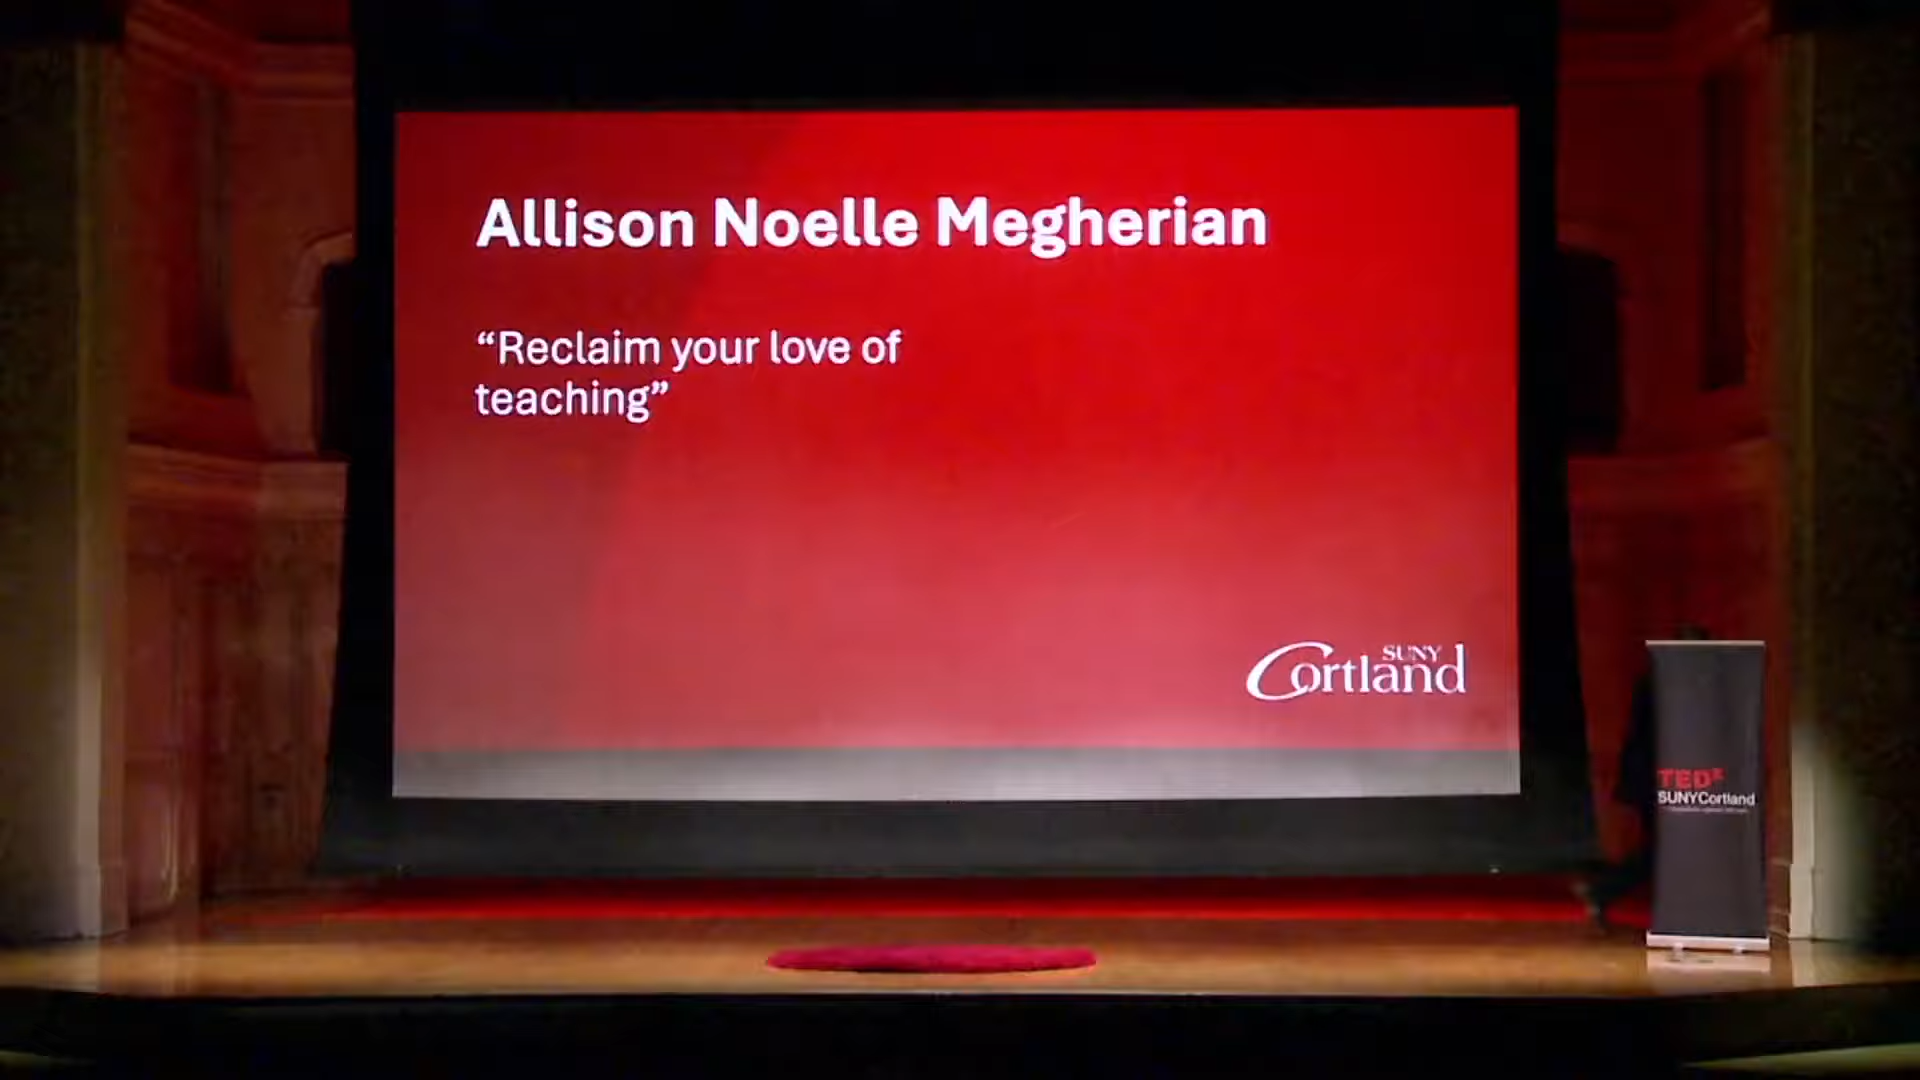 Allison Noelle Megherian
“Reclaim your love of
teaching”
SUNY
Cortland
TEDx
SUNYCortland